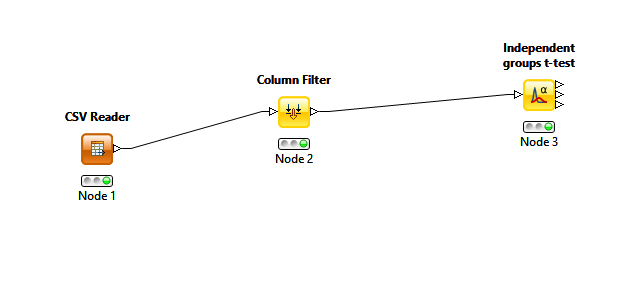 Independent
groups t-test
Column Filter
CSV Reader
α
Node 3
Node 2
Node 1